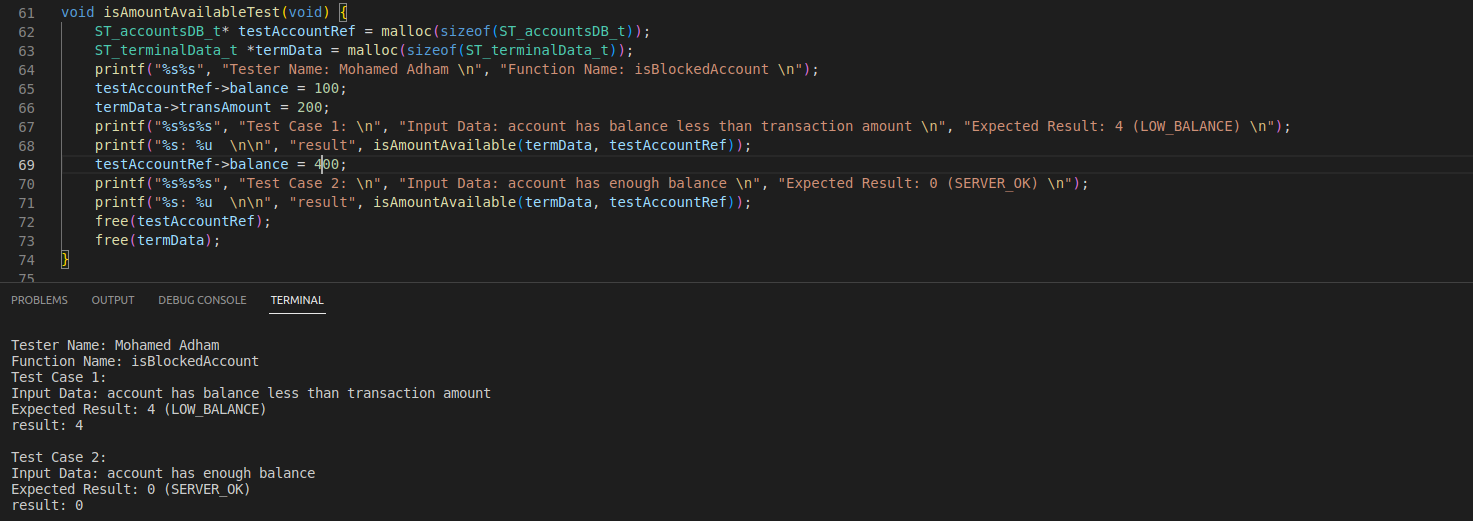 61 void isAmountAvailableTest(void) {
62     ST_accountsDB_t* testAccountRef = malloc(sizeof(ST_accountsDB_t));
63     ST_terminalData_t *termData = malloc(sizeof(ST_terminalData_t));
64     printf("%s%s", "Tester Name: Mohamed Adham \n", "Function Name: isBlockedAccount \n");
65     testAccountRef->balance = 100;
66     termData->transAmount = 200;
67     printf("%s%s%s", "Test Case 1: \n", "Input Data: account has balance less than transaction amount \n", "Expected Result: 4 (LOW_BALANCE) \n");
68     printf("%s: %u  \n\n", "result", isAmountAvailable(termData, testAccountRef));
69     testAccountRef->balance = 400;
70     printf("%s%s%s", "Test Case 2: \n", "Input Data: account has enough balance \n", "Expected Result: 0 (SERVER_OK) \n");
71     printf("%s: %u  \n\n", "result", isAmountAvailable(termData, testAccountRef));
72     free(testAccountRef);
73     free(termData);
74 }
75
PROBLEMS OUTPUT DEBUG CONSOLE TERMINAL
Tester Name: Mohamed Adham
Function Name: isBlockedAccount
Test Case 1:
Input Data: account has balance less than transaction amount
Expected Result: 4 (LOW_BALANCE)
result: 4
Test Case 2:
Input Data: account has enough balance
Expected Result: 0 (SERVER_OK)
result: 0